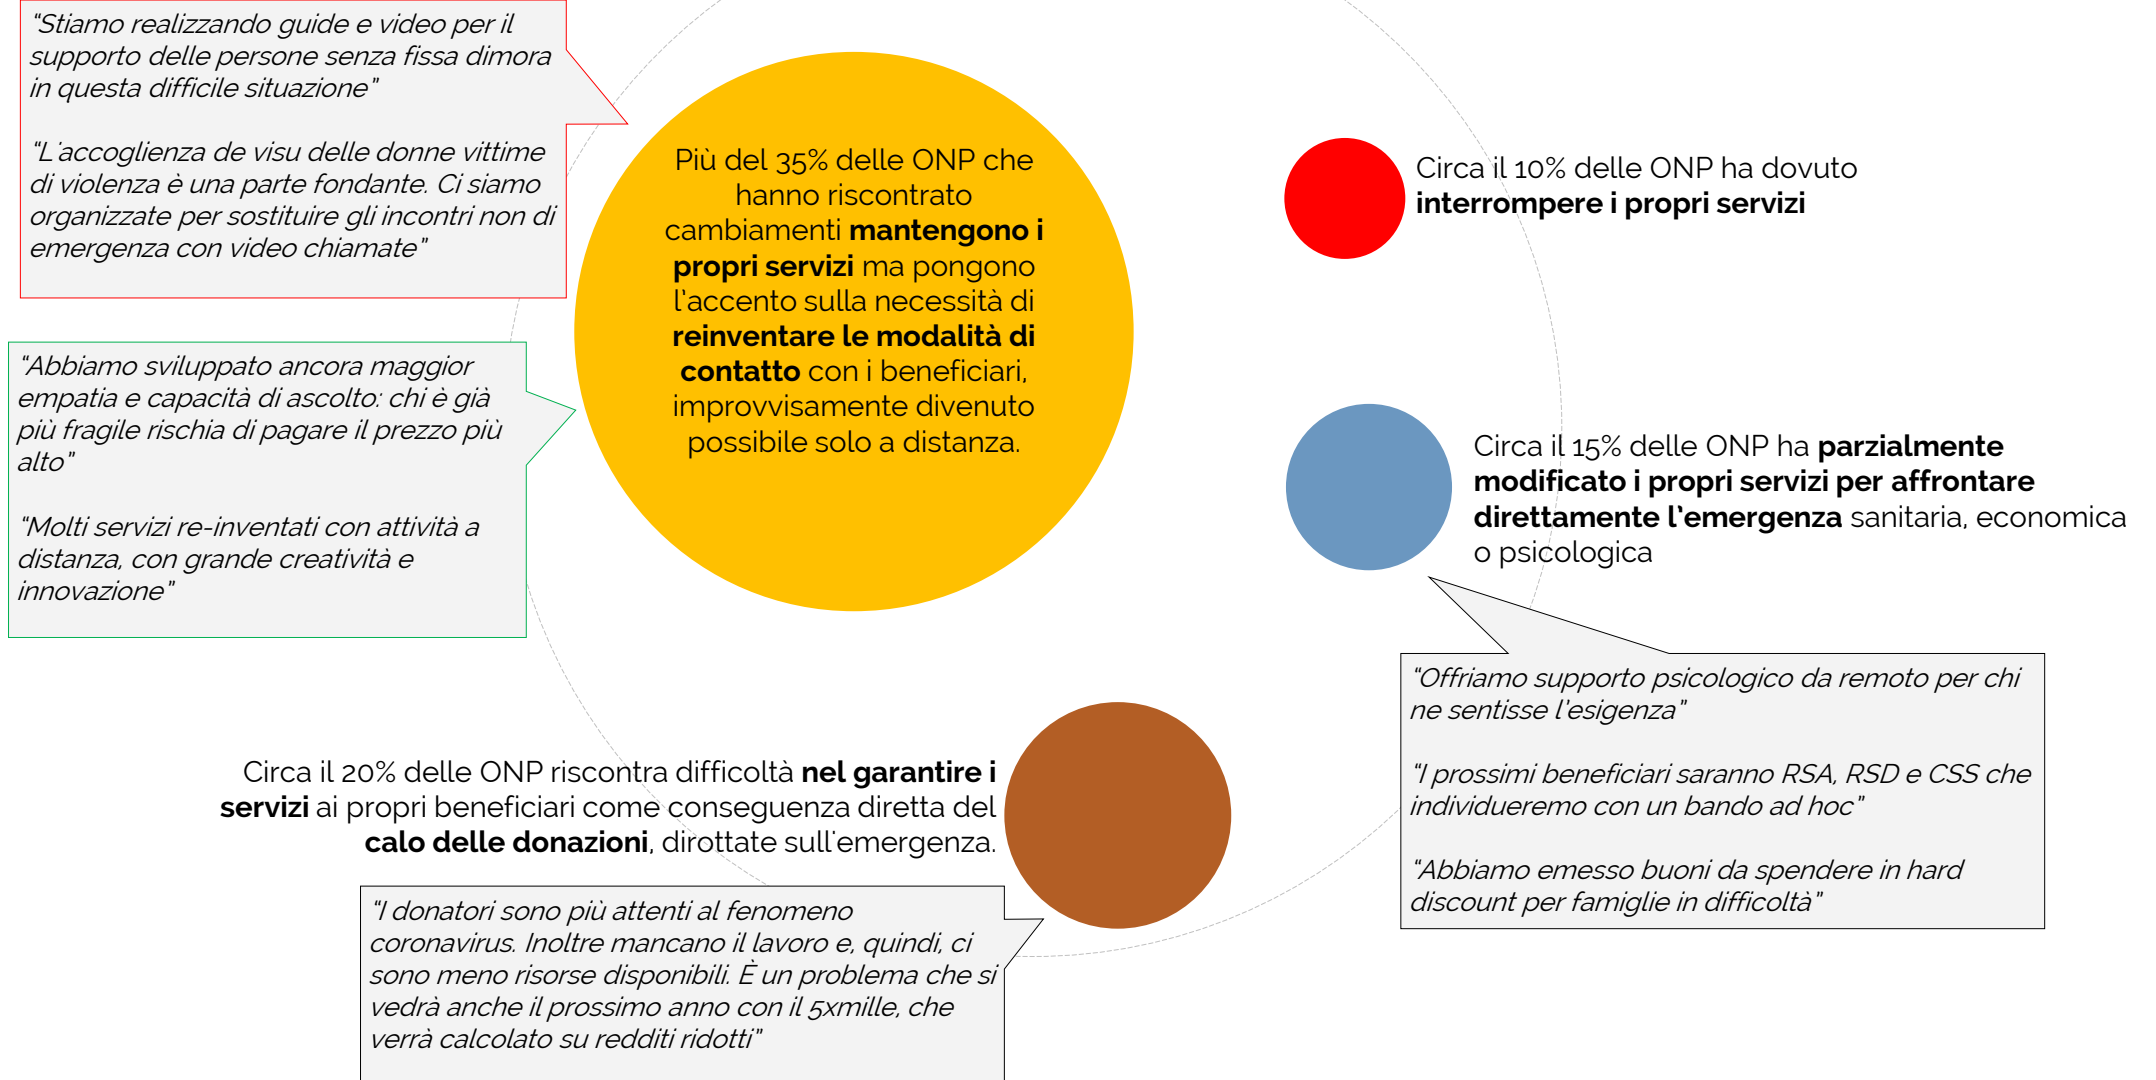 “Stiamo realizzando guide e video per il
supporto delle persone senza fissa dimora
in questa difficile situazione”
“L’accoglienza de visu delle donne vittime
di violenza è una parte fondante. Ci siamo
organizzate per sostituire gli incontri non di
emergenza con video chiamate”
“Abbiamo sviluppato ancora maggior
empatia e capacità di ascolto: chi è già
più fragile rischia di pagare il prezzo più
alto”
“Molti servizi re-inventati con attività a
distanza, con grande creatività e
innovazione”
Più del 35% delle ONP che
hanno riscontrato
cambiamenti mantengono i
propri servizi ma pongono
l’accento sulla necessità di
reinventare le modalità di
contatto con i beneficiari,
improvvisamente divenuto
possibile solo a distanza.
Circa il 10% delle ONP ha dovuto
interrompere i propri servizi
Circa il 15% delle ONP ha parzialmente
modificato i propri servizi per affrontare
direttamente l’emergenza sanitaria, economica
o psicologica
“Offriamo supporto psicologico da remoto per chi
ne sentisse l’esigenza”
“I prossimi beneficiari saranno RSA, RSD e CSS che
individueremo con un bando ad hoc”
“Abbiamo emesso buoni da spendere in hard
discount per famiglie in difficoltà”
Circa il 20% delle ONP riscontra difficoltà nel garantire i
servizi ai propri beneficiari come conseguenza diretta del
calo delle donazioni, dirottate sull’emergenza.
“I donatori sono più attenti al fenomeno
coronavirus. Inoltre mancano il lavoro e, quindi, ci
sono meno risorse disponibili. È un problema che si
vedrà anche il prossimo anno con il 5xmille, che
verrà calcolato su redditi ridotti”